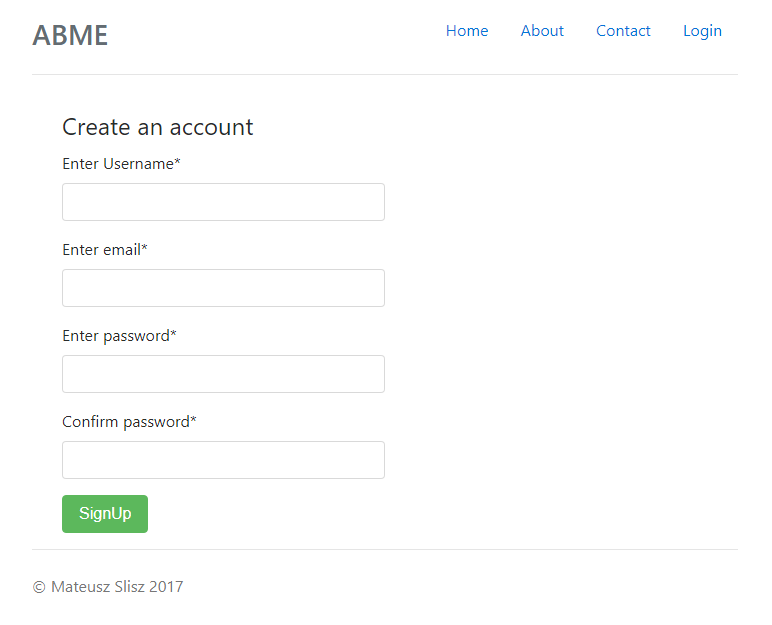 ABME
Home About Contact Login
Create an account
Enter Username*
Enter email*
Enter password*
Confirm password*
SignUp
© Mateusz Slisz 2017